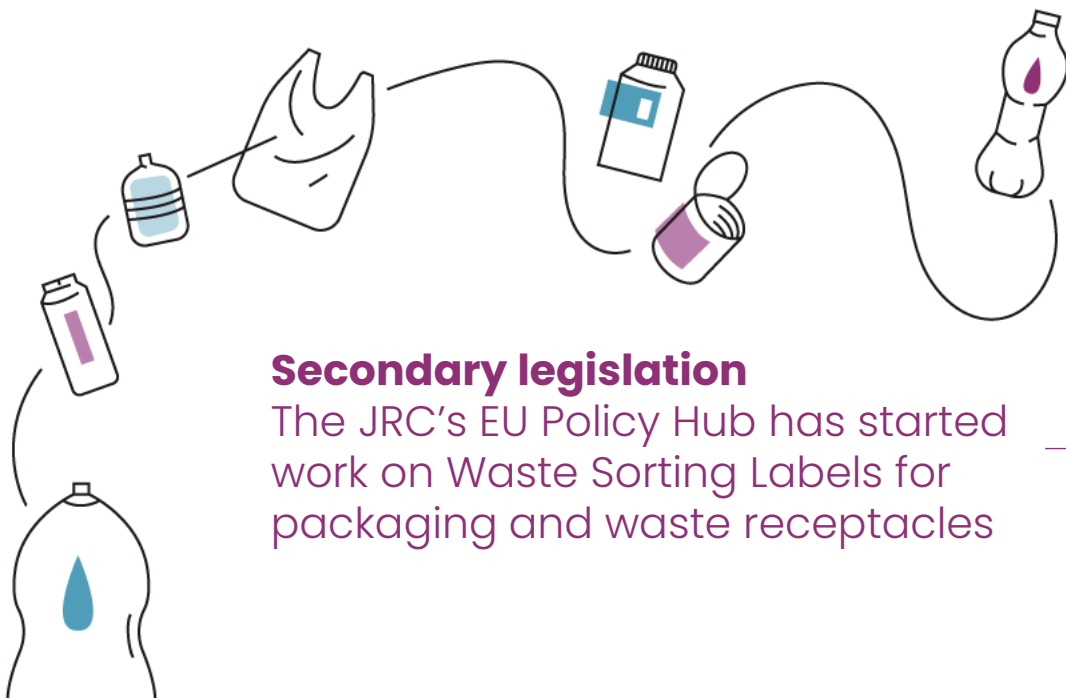 Secondary legislation
The JRC’s EU Policy Hub has started
work on Waste Sorting Labels for
packaging and waste receptacles